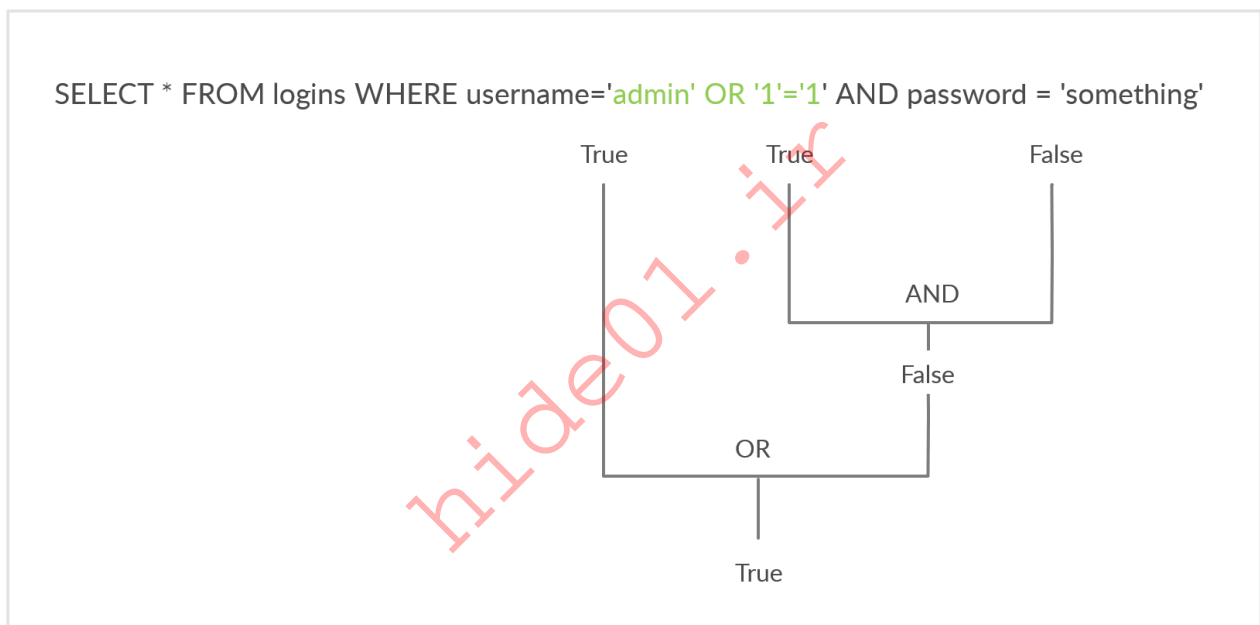 SELECT * FROM logins WHERE username='admin' OR '1'='1' AND password = 'something'
True True False
AND
False
OR
True
hide01.ir